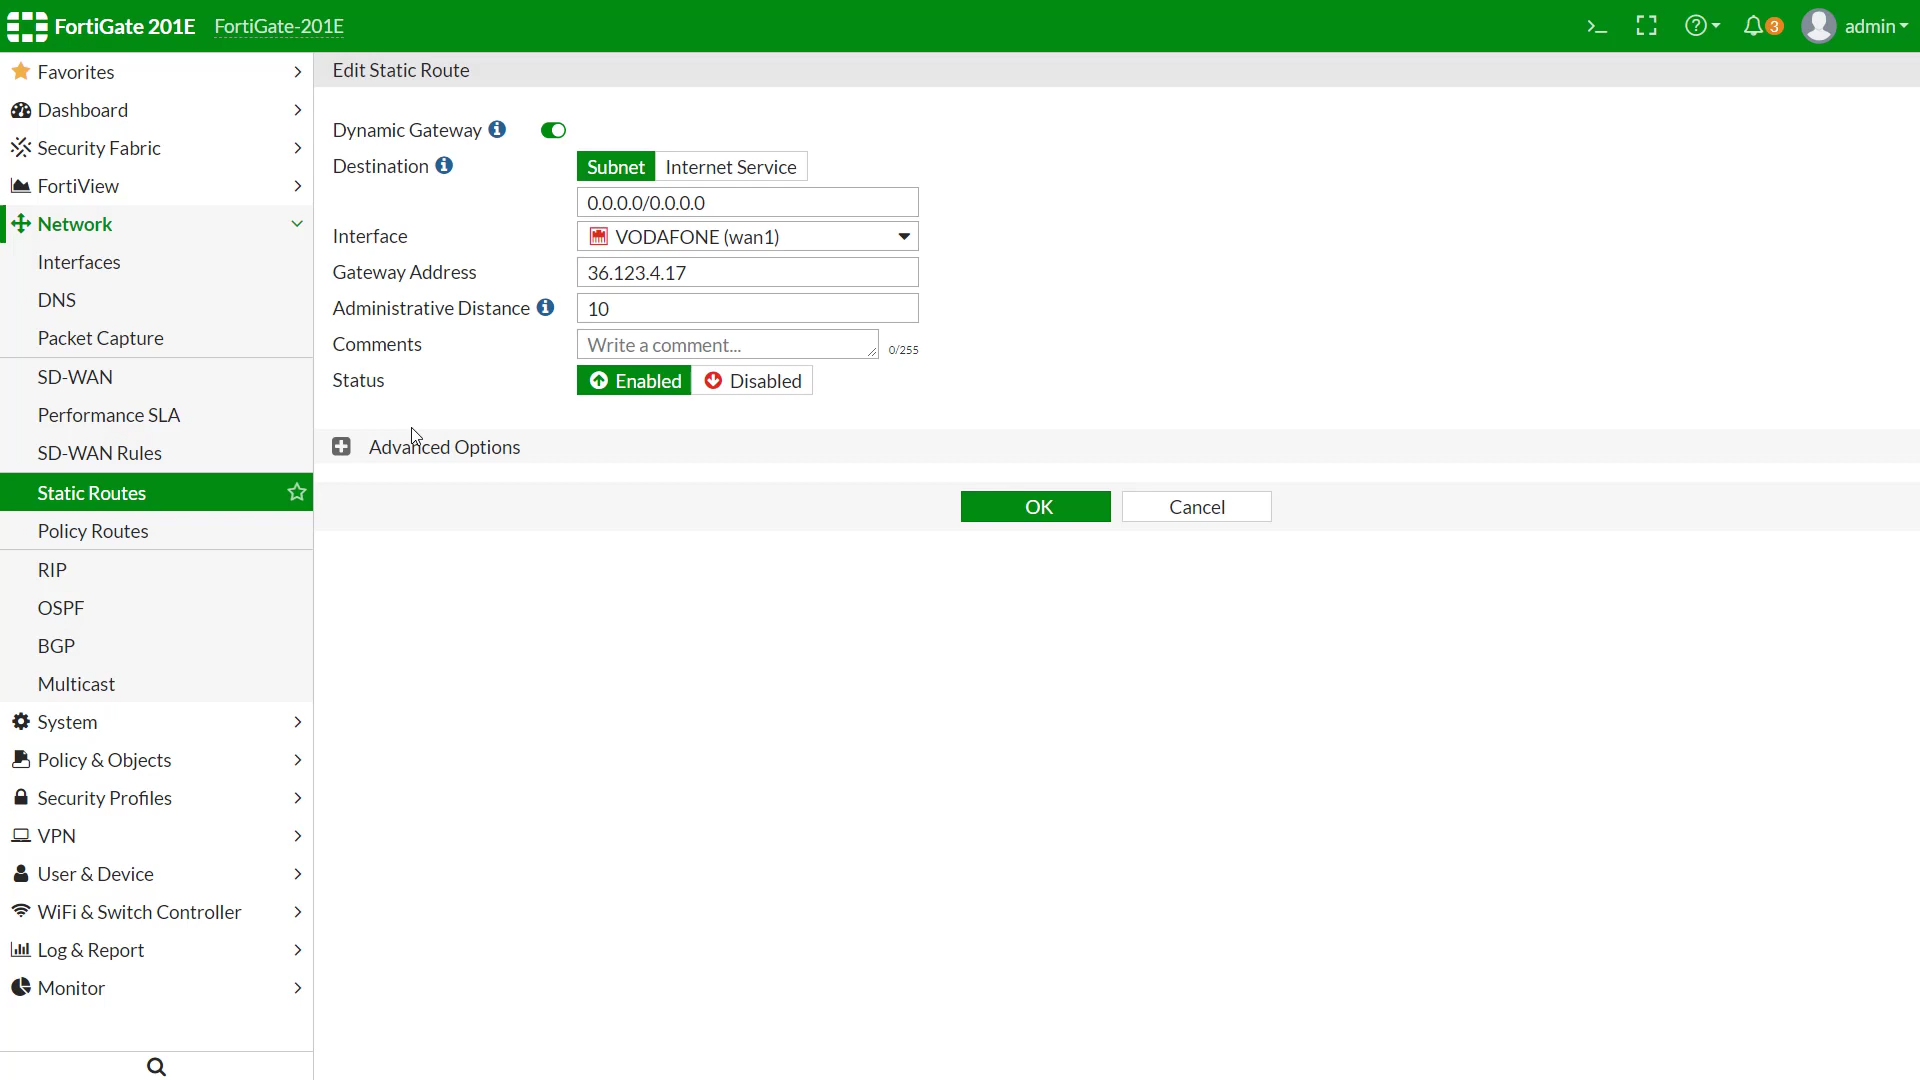 FortiGate 201E FortiGate-201E >_ 3 admin
Favorites
Dashboard
Security Fabric
FortiView
Network
Interfaces
DNS
Packet Capture
SD-WAN
Performance SLA
SD-WAN Rules
Static Routes
Policy Routes
RIP
OSPF
BGP
Multicast
System
Policy & Objects
Security Profiles
VPN
User & Device
WiFi & Switch Controller
Log & Report
Monitor
Edit Static Route
Dynamic Gateway
Destination Subnet Internet Service
0.0.0.0/0.0.0.0
Interface VODAFONE (wan1)
Gateway Address 36.123.4.17
Administrative Distance 10
Comments Write a comment... 0/255
Status Enabled Disabled
Advanced Options
OK Cancel